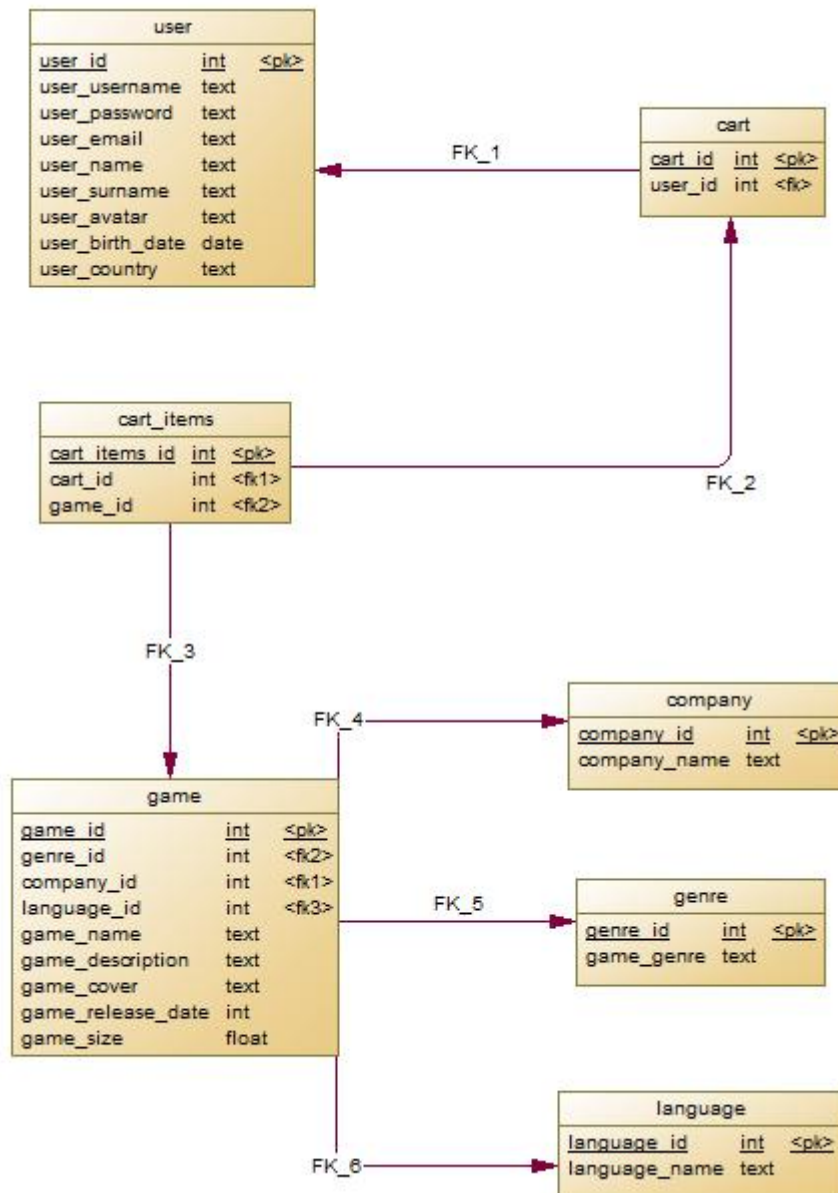 user
user_id int <pk>
user_username text
user_password text
user_email text
user_name text
user_surname text
user_avatar text
user_birth_date date
user_country text
FK_1
cart
cart_id int <pk>
user_id int <fk>
cart_items
cart_items_id int <pk>
cart_id int <fk1>
game_id int <fk2>
FK_2
FK_3
FK_4
company
company_id int <pk>
company_name text
game
game_id int <pk>
genre_id int <fk2>
company_id int <fk1>
language_id int <fk3>
game_name text
game_description text
game_cover text
game_release_date int
game_size float
FK_5
genre
genre_id int <pk>
game_genre text
FK_6
language
language_id int <pk>
language_name text